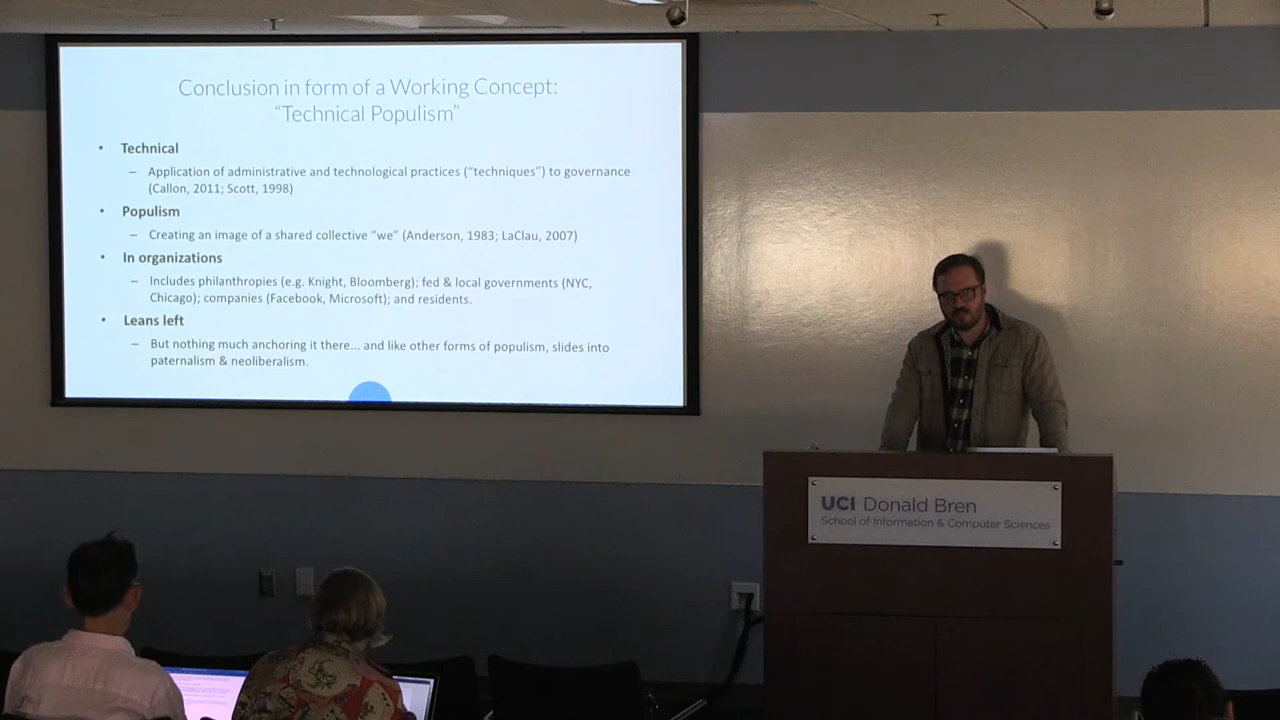 Conclusion in form of a Working Concept:
“Technical Populism”
• Technical
– Application of administrative and technological practices (“techniques”) to governance
(Callon, 2011; Scott, 1998)
• Populism
– Creating an image of a shared collective “we” (Anderson, 1983; LaClau, 2007)
• In organizations
– Includes philanthropies (e.g. Knight, Bloomberg); fed & local governments (NYC,
Chicago); companies (Facebook, Microsoft); and residents.
• Leans left
– But nothing much anchoring it there... and like other forms of populism, slides into
paternalism & neoliberalism.
UCI Donald Bren
School of Information & Computer Sciences